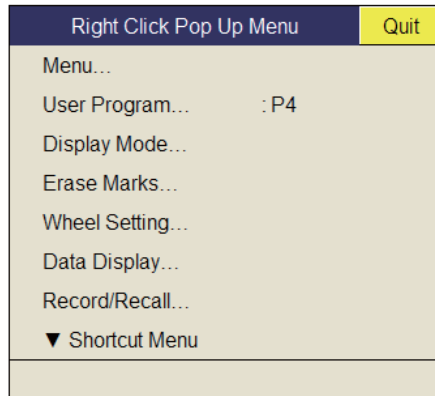 Right Click Pop Up Menu Quit
Menu...
User Program... : P4
Display Mode...
Erase Marks...
Wheel Setting...
Data Display...
Record/Recall...
▼ Shortcut Menu